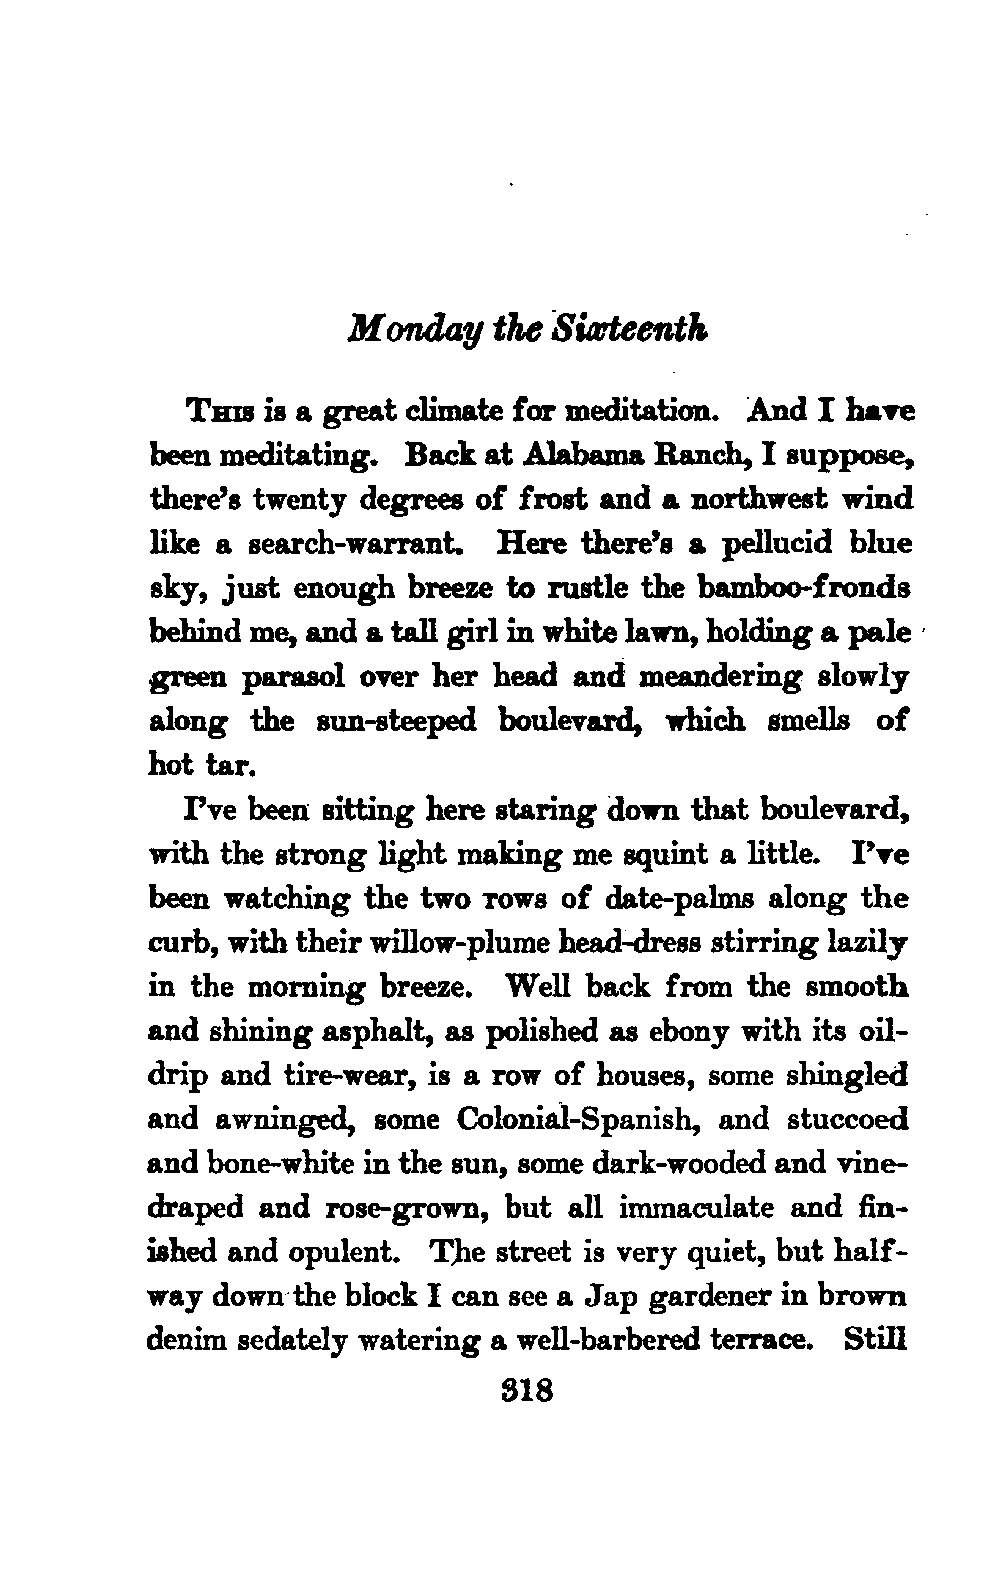 Monday the Sixteenth
This is a great climate for meditation. And I have
been meditating. Back at Alabama Ranch, I suppose,
there's twenty degrees of frost and a northwest wind
like a search-warrant. Here there's a pellucid blue
sky, just enough breeze to rustle the bamboo-fronds
behind me, and a tall girl in white lawn, holding a pale
green parasol over her head and meandering slowly
along the sun-steeped boulevard, which smells of
hot tar.
I've been sitting here staring down that boulevard,
with the strong light making me squint a little. I've
been watching the two rows of date-palms along the
curb, with their willow-plume head-dress stirring lazily
in the morning breeze. Well back from the smooth
and shining asphalt, as polished as ebony with its oil-
drip and tire-wear, is a row of houses, some shingled
and awninged, some Colonial-Spanish, and stuccoed
and bone-white in the sun, some dark-wooded and vine-
draped and rose-grown, but all immaculate and fin-
ished and opulent. The street is very quiet, but half-
way down the block I can see a Jap gardener in brown
denim sedately watering a well-barbered terrace. Still
318